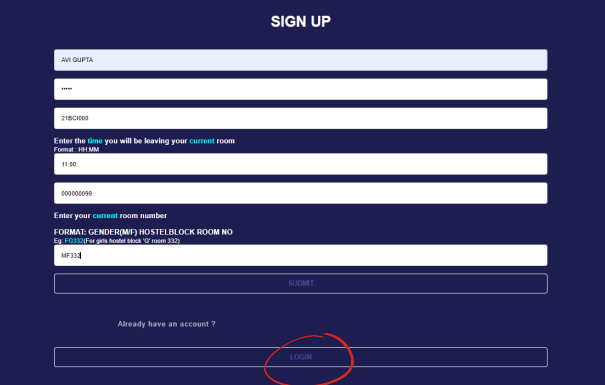 SIGN UP
AVI GUPTA
•••••
21BCI000
Enter the time you will be leaving your current room
Format : HH:MM
11:00
000000099
Enter your current room number
FORMAT: GENDER(M/F) HOSTELBLOCK ROOM NO
Eg: FG332(For girls hostel block 'G' room 332)
MF332
SUBMIT
Already have an account ?
LOGIN